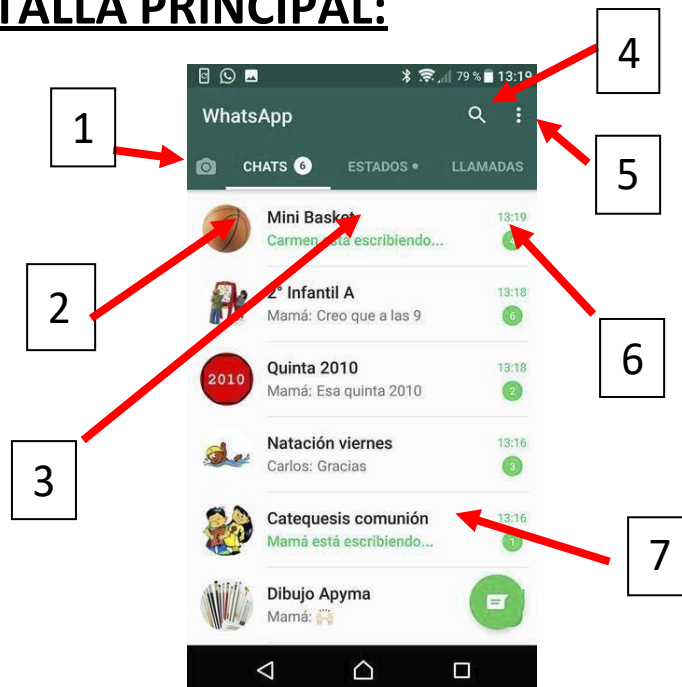 TALLA PRINCIPAL:
4
79 % 13:19
1
WhatsApp
CHATS 6 ESTADOS LLAMADAS
5
Mini Basket 13:19
Carmen está escribiendo... 4
2
2° Infantil A 13:18
Mamá: Creo que a las 9 6
6
Quinta 2010 13:18
2010
Mamá: Esa quinta 2010 2
3
Natación viernes 13:16
Carlos: Gracias 3
Catequesis comunión 13:16
Mamá está escribiendo... 1
7
Dibujo Apyma
Mamá: 🙌🏻